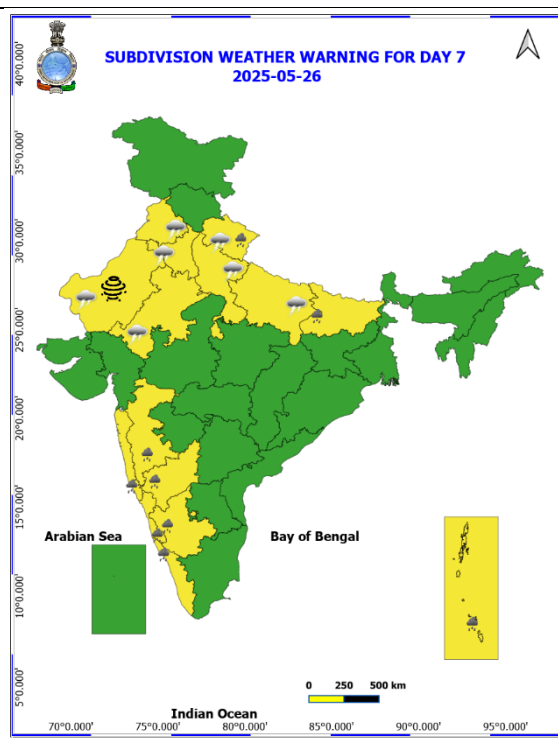 SUBDIVISION WEATHER WARNING FOR DAY 7
2025-05-26
40°0.000'
35°0.000'
30°0.000'
25°0.000'
20°0.000'
15°0.000'
10°0.000'
5°0.000'
Arabian Sea
Bay of Bengal
0 250 500 km
Indian Ocean
70°0.000' 75°0.000' 80°0.000' 85°0.000' 90°0.000' 95°0.000'